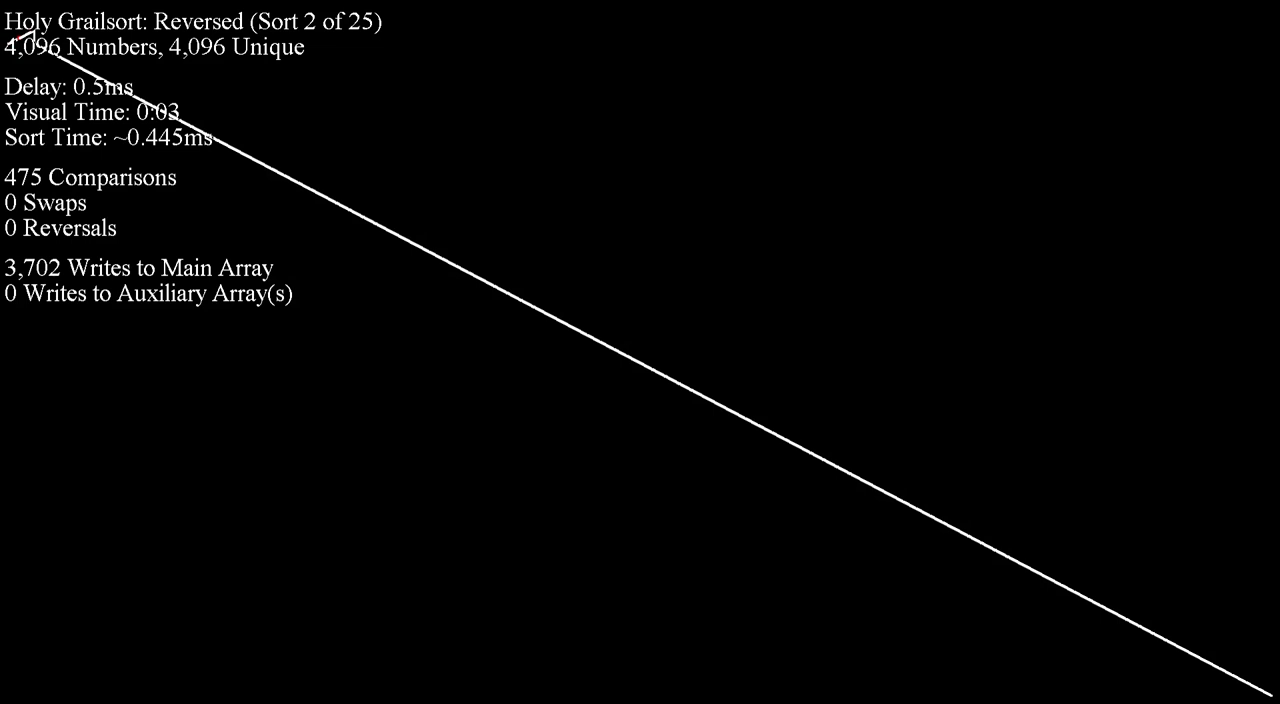 Holy Grailsort: Reversed (Sort 2 of 25)
4,096 Numbers, 4,096 Unique
Delay: 0.5ms
Visual Time: 0:03
Sort Time: ~0.445ms
475 Comparisons
0 Swaps
0 Reversals
3,702 Writes to Main Array
0 Writes to Auxiliary Array(s)